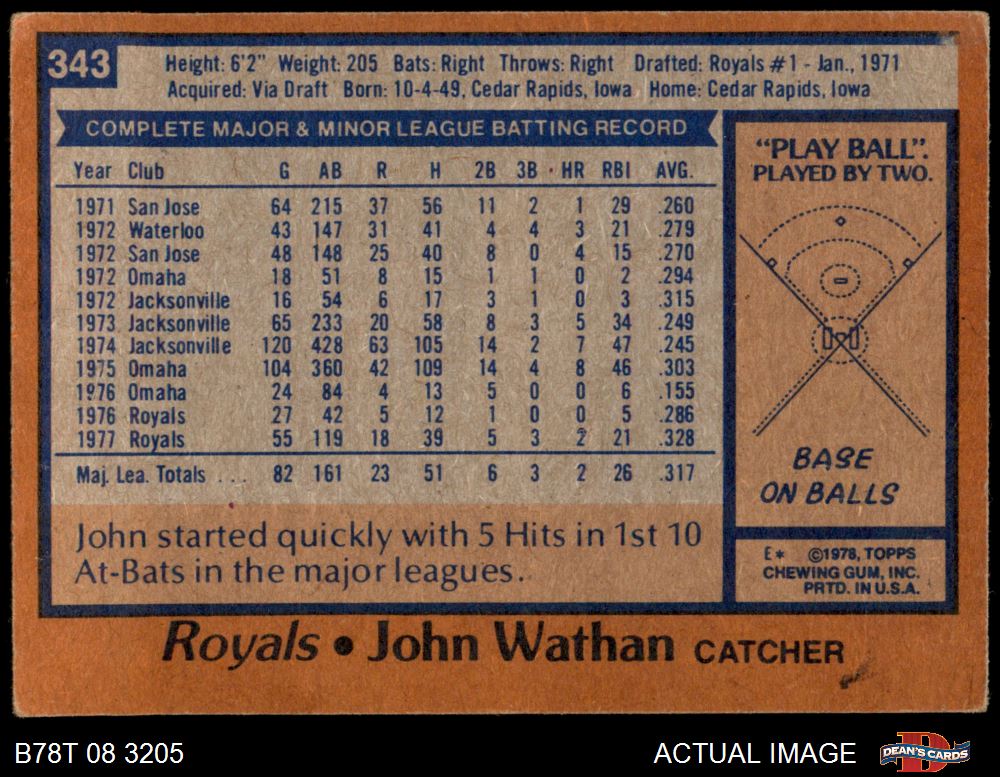 343
Height: 6'2" Weight: 205 Bats: Right Throws: Right Drafted: Royals #1 - Jan., 1971
Acquired: Via Draft Born: 10-4-49, Cedar Rapids, Iowa Home: Cedar Rapids, Iowa
COMPLETE MAJOR & MINOR LEAGUE BATTING RECORD
Year Club G AB R H 2B 3B HR RBI AVG.
1971 San Jose 64 215 37 56 11 2 1 29 .260
1972 Waterloo 43 147 31 41 4 4 3 21 .279
1972 San Jose 48 148 25 40 8 0 4 15 .270
1972 Omaha 18 51 8 15 1 1 0 2 .294
1972 Jacksonville 16 54 6 17 3 1 0 3 .315
1973 Jacksonville 65 233 20 58 8 3 5 34 .249
1974 Jacksonville 120 428 63 105 14 2 7 47 .245
1975 Omaha 104 360 42 109 14 4 8 46 .303
1976 Omaha 24 84 4 13 5 0 0 6 .155
1976 Royals 27 42 5 12 1 0 0 5 .286
1977 Royals 55 119 18 39 5 3 2 21 .328
Maj. Lea. Totals ... 82 161 23 51 6 3 2 26 .317
John started quickly with 5 Hits in 1st 10
At-Bats in the major leagues.
"PLAY BALL".
PLAYED BY TWO.
BASE
ON BALLS
E* ©1978, TOPPS
CHEWING GUM, INC.
PRTD. IN U.S.A.
Royals • John Wathan CATCHER
B78T 08 3205
ACTUAL IMAGE
DEAN'S CARDS